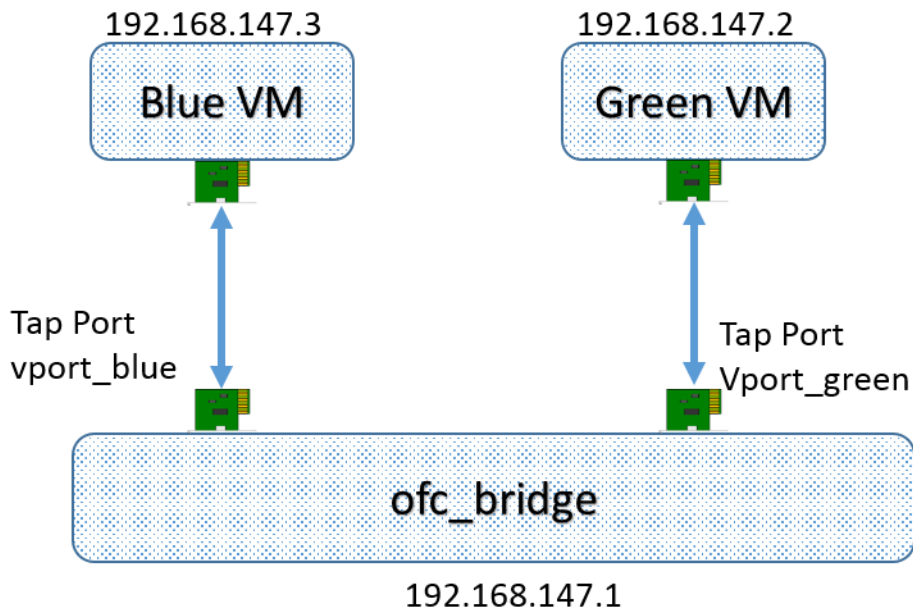 192.168.147.3
192.168.147.2
Blue VM
Green VM
Tap Port
vport_blue
Tap Port
Vport_green
ofc_bridge
192.168.147.1